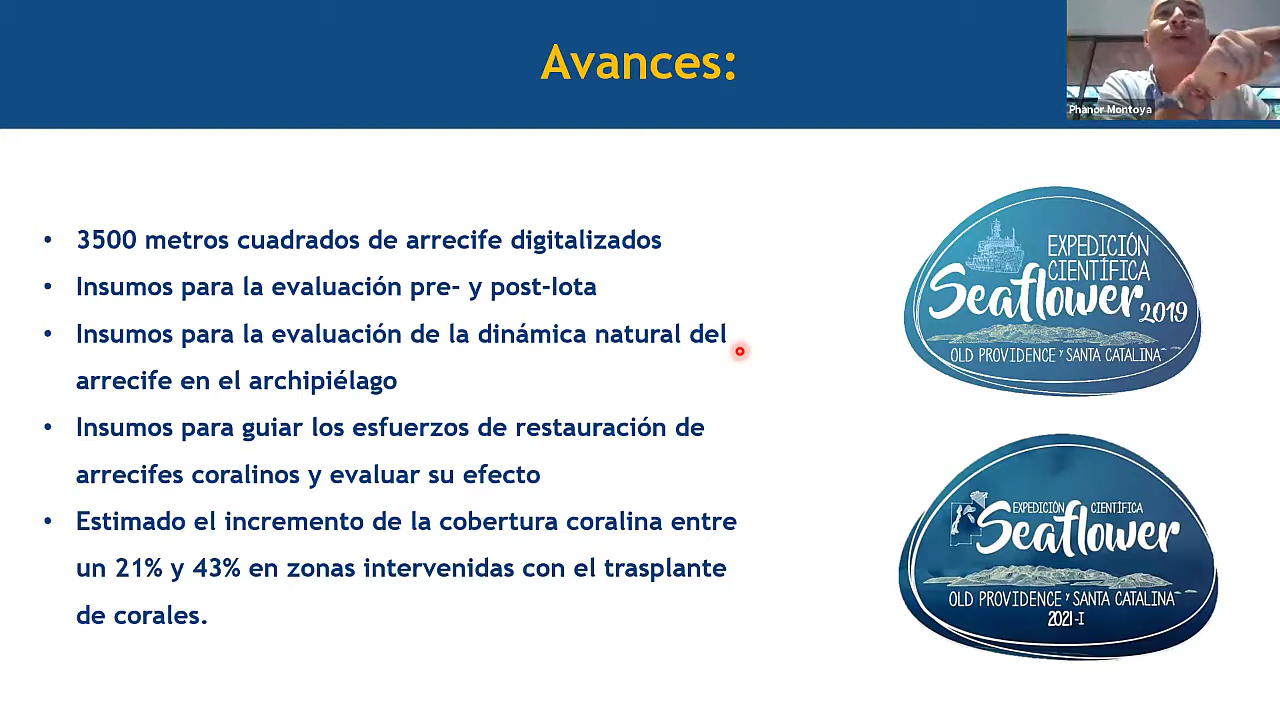 Avances:
Phanor Montoya
• 3500 metros cuadrados de arrecife digitalizados
• Insumos para la evaluación pre- y post-Iota
• Insumos para la evaluación de la dinámica natural del
arrecife en el archipiélago
• Insumos para guiar los esfuerzos de restauración de
arrecifes coralinos y evaluar su efecto
• Estimado el incremento de la cobertura coralina entre
un 21% y 43% en zonas intervenidas con el trasplante
de corales.
EXPEDICIÓN
CIENTÍFICA
Seaflower 2019
OLD PROVIDENCE Y SANTA CATALINA
EXPEDICIÓN CIENTÍFICA
Seaflower
OLD PROVIDENCE Y SANTA CATALINA
2021-I